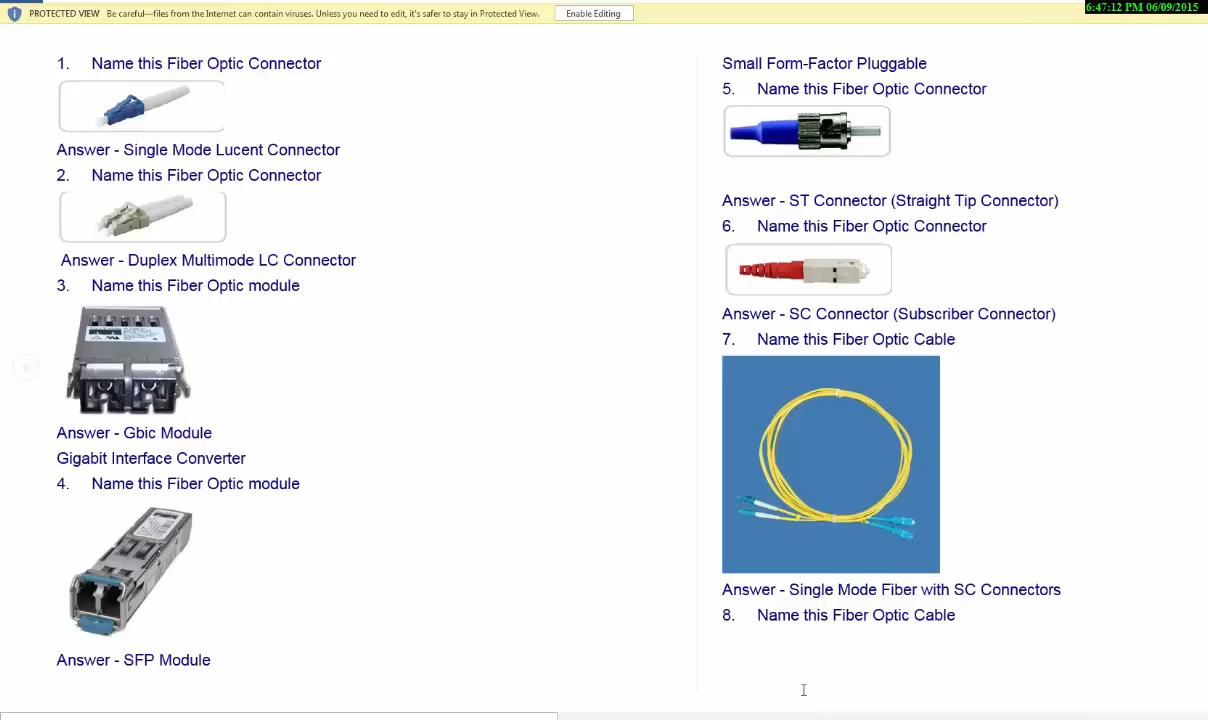 PROTECTED VIEW Be careful—files from the Internet can contain viruses. Unless you need to edit, it's safer to stay in Protected View. Enable Editing
6:47:12 PM 06/09/2015
1. Name this Fiber Optic Connector
Answer - Single Mode Lucent Connector
2. Name this Fiber Optic Connector
Answer - Duplex Multimode LC Connector
3. Name this Fiber Optic module
Answer - Gbic Module
Gigabit Interface Converter
4. Name this Fiber Optic module
Answer - SFP Module
Small Form-Factor Pluggable
5. Name this Fiber Optic Connector
Answer - ST Connector (Straight Tip Connector)
6. Name this Fiber Optic Connector
Answer - SC Connector (Subscriber Connector)
7. Name this Fiber Optic Cable
Answer - Single Mode Fiber with SC Connectors
8. Name this Fiber Optic Cable